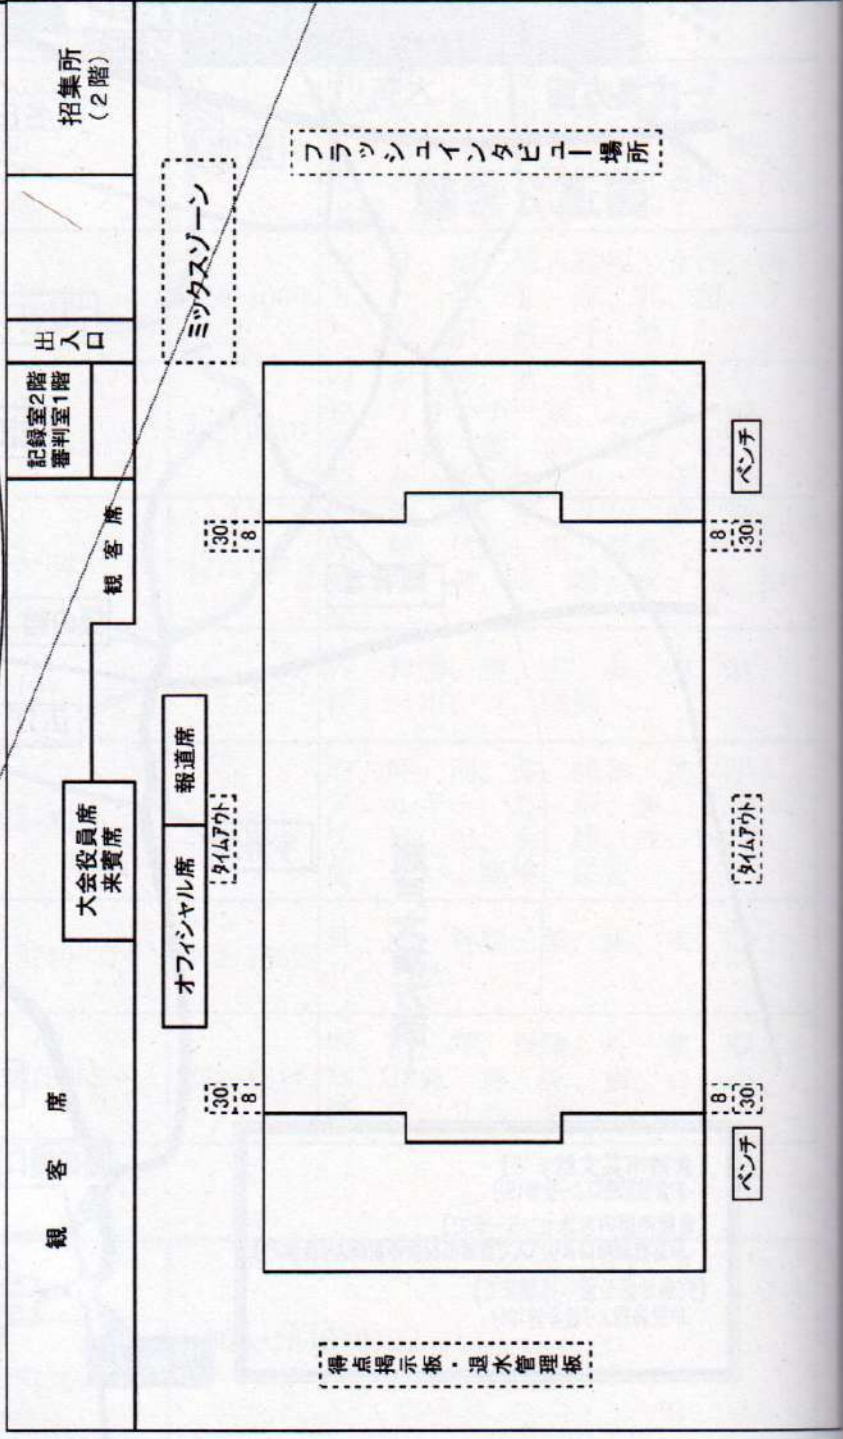 観客席
大会役員席
来賓席
観客席
記録室2階
審判室1階
出入口
招集所
(2階)
オフィシャル席
報道席
ミックスゾーン
30
8
タイムアウト
30
8
得点掲示板・退水管理板
フラッシュインタビュー場所
8
30
タイムアウト
8
30
ベンチ
ベンチ